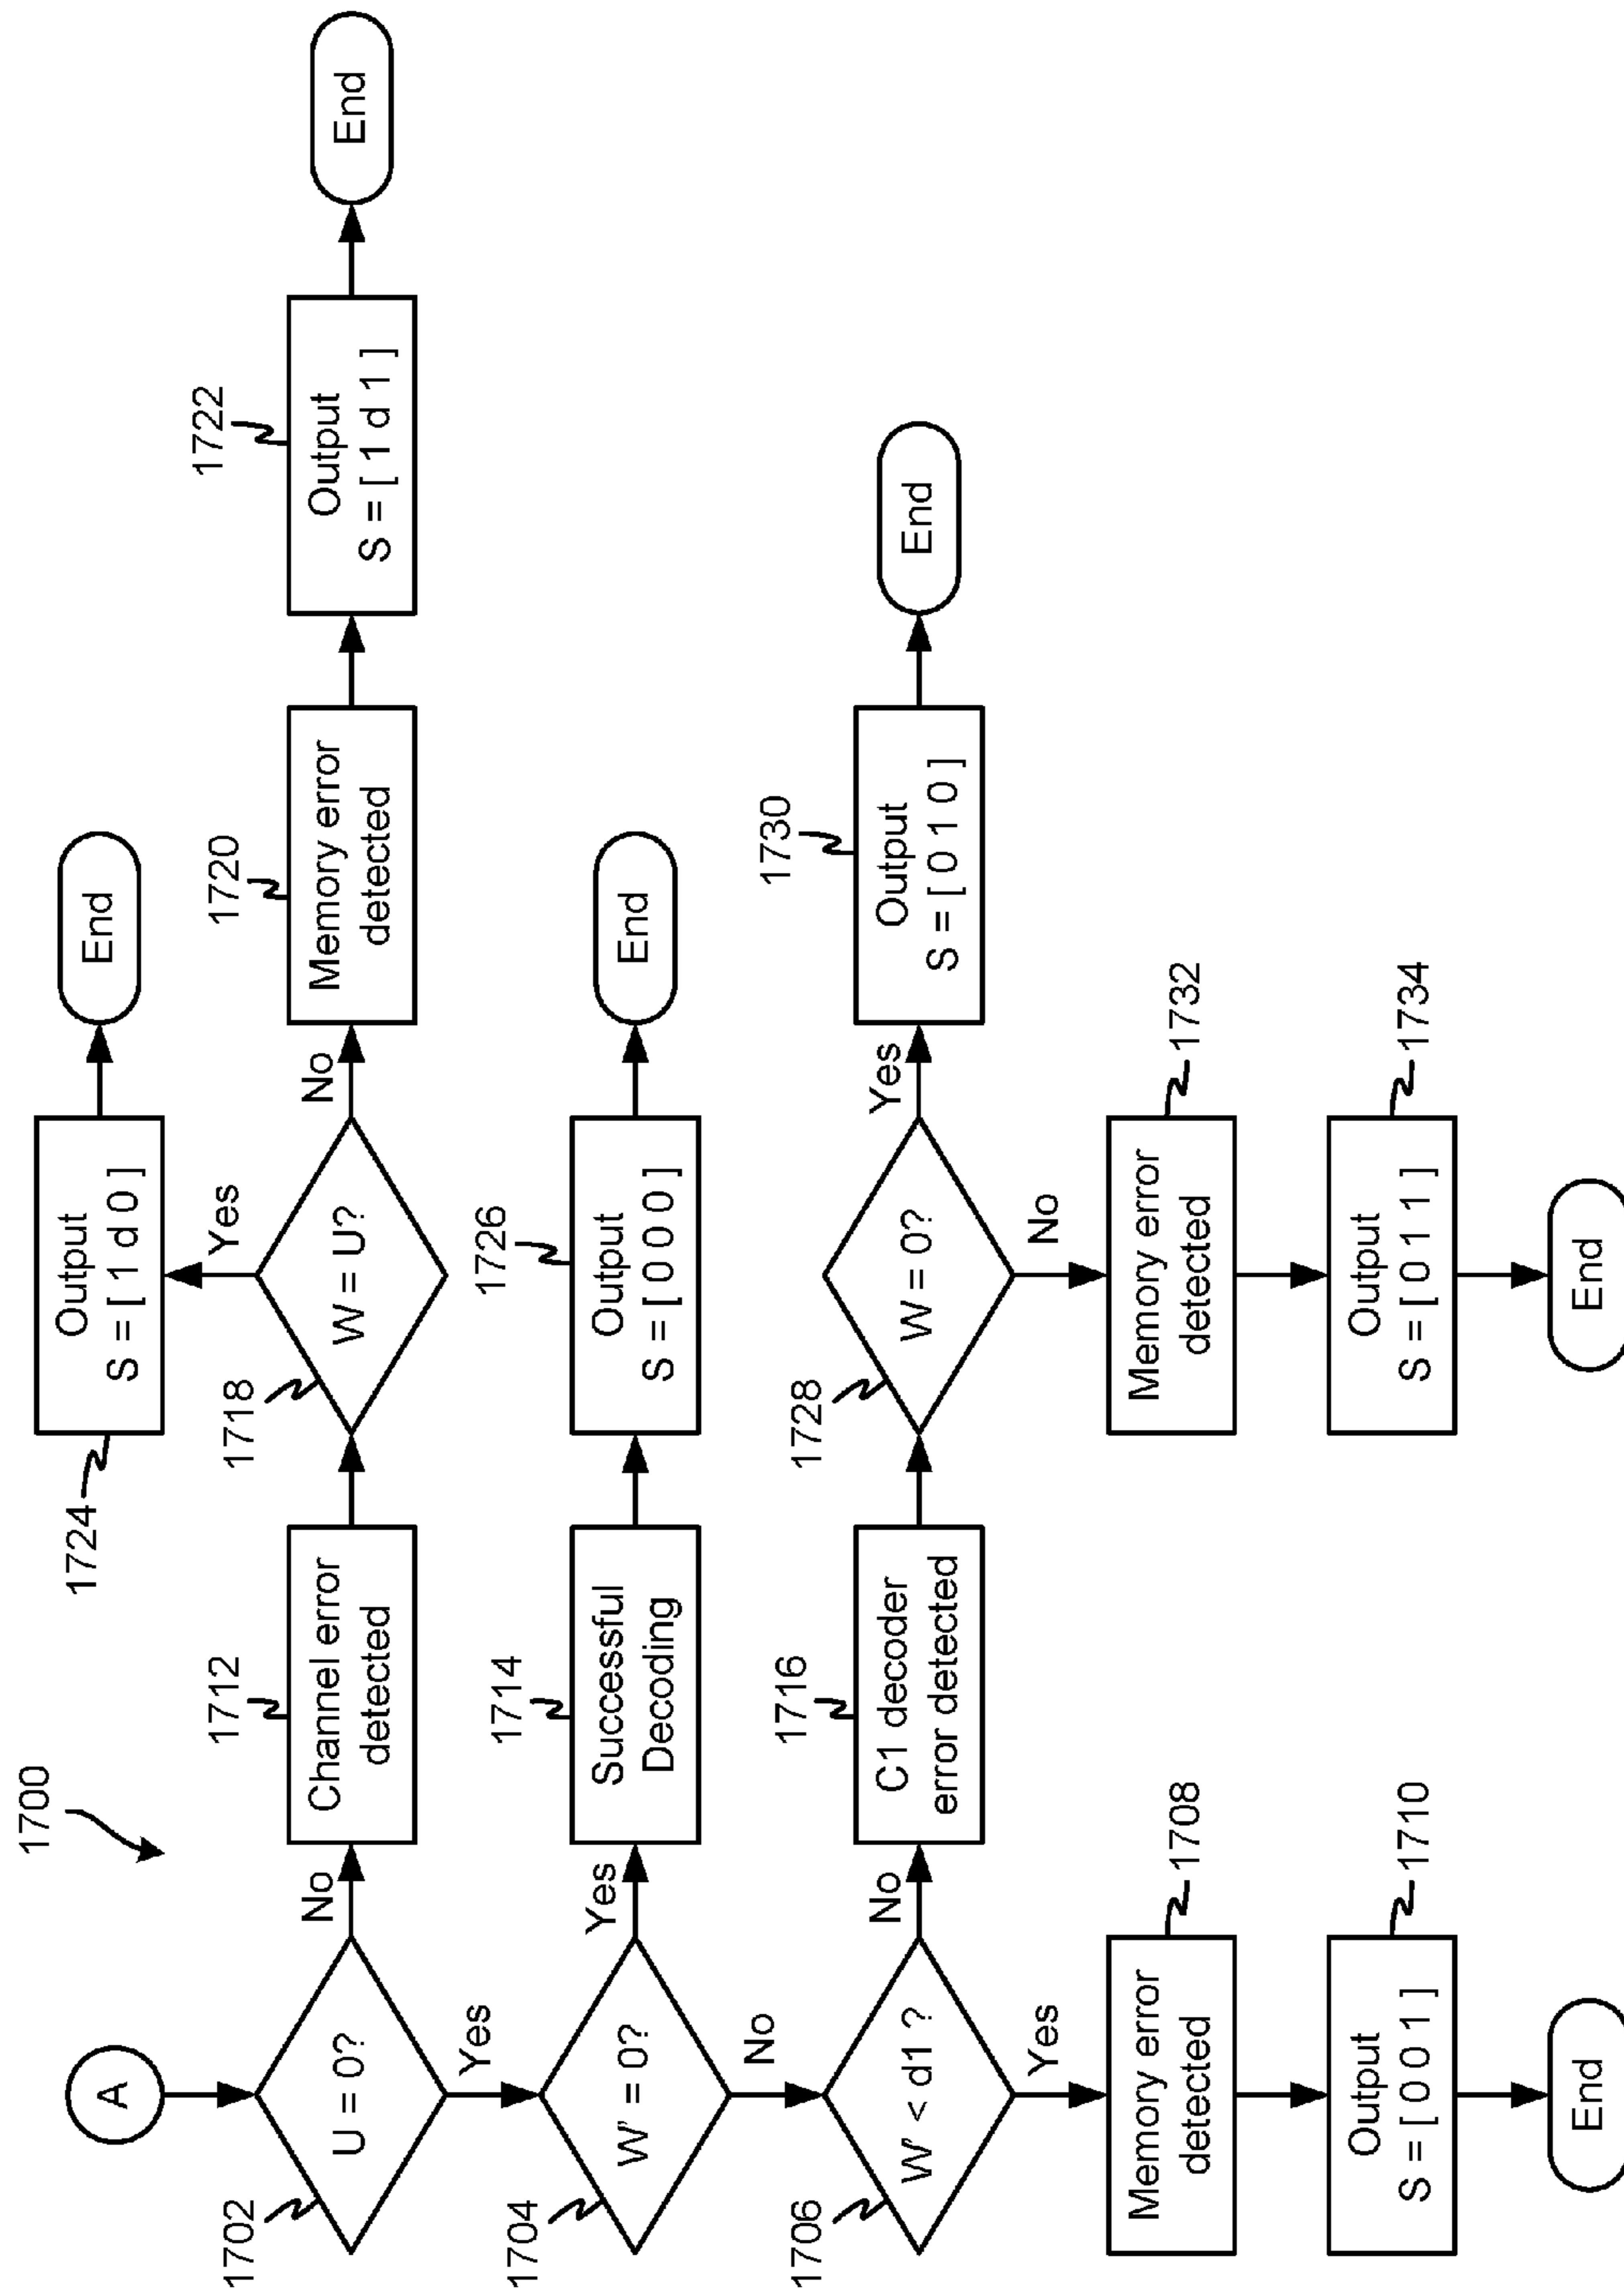 1700
A
1702
U = 0?
No
Yes
1712
Channel error
detected
1718
W = U?
Yes
No
1724
Output
S = [ 1 d 0 ]
End
1720
Memory error
detected
1722
Output
S = [ 1 d 1 ]
End
1704
W' = 0?
Yes
No
1714
Successful
Decoding
1726
Output
S = [ 0 0 0 ]
End
1706
W' < d1 ?
No
Yes
1716
C1 decoder
error detected
1728
W = 0?
Yes
No
1730
Output
S = [ 0 1 0 ]
End
1708
Memory error
detected
1732
Memory error
detected
1710
Output
S = [ 0 0 1 ]
1734
Output
S = [ 0 1 1 ]
End
End